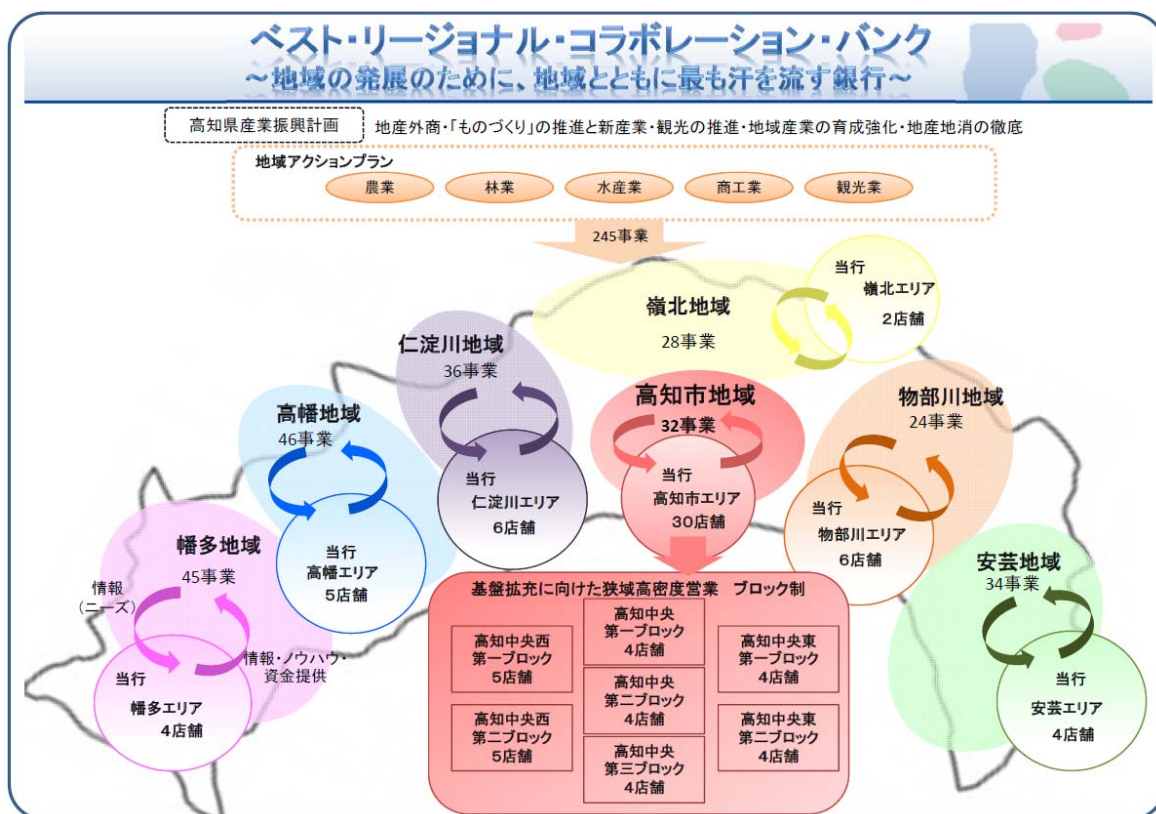 ベスト・リージョナル・コラボレーション・バンク
～地域の発展のために、地域とともに最も汗を流す銀行～
高知県産業振興計画
地産外商・「ものづくり」の推進と新産業・観光の推進・地域産業の育成強化・地産地消の徹底
地域アクションプラン
農業
林業
水産業
商工業
観光業
245事業
嶺北地域
28事業
当行
嶺北エリア
2店舗
仁淀川地域
36事業
当行
仁淀川エリア
6店舗
高知市地域
32事業
当行
高知市エリア
30店舗
物部川地域
24事業
当行
物部川エリア
6店舗
高幡地域
46事業
当行
高幡エリア
5店舗
幡多地域
45事業
情報
(ニーズ)
情報・ノウハウ・
資金提供
当行
幡多エリア
4店舗
安芸地域
34事業
当行
安芸エリア
4店舗
基盤拡充に向けた狭域高密度営業 ブロック制
高知中央西
第一ブロック
5店舗
高知中央西
第二ブロック
5店舗
高知中央
第一ブロック
4店舗
高知中央
第二ブロック
4店舗
高知中央
第三ブロック
4店舗
高知中央東
第一ブロック
4店舗
高知中央東
第二ブロック
4店舗